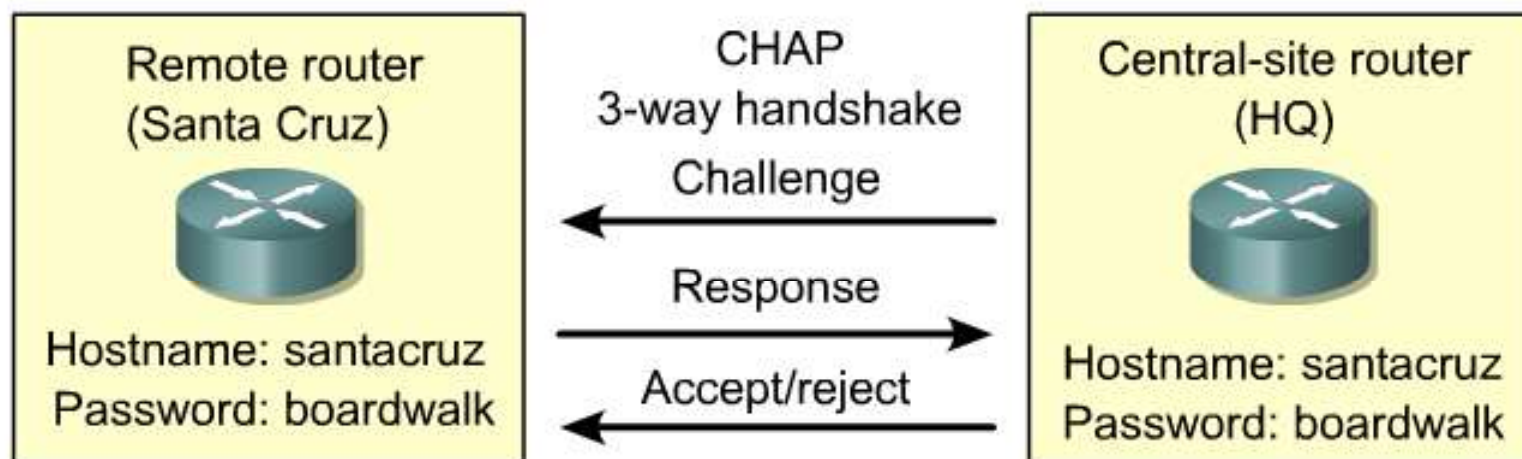 Remote router
(Santa Cruz)
Hostname: santacruz
Password: boardwalk
CHAP
3-way handshake
Challenge
Response
Accept/reject
Central-site router
(HQ)
Hostname: santacruz
Password: boardwalk